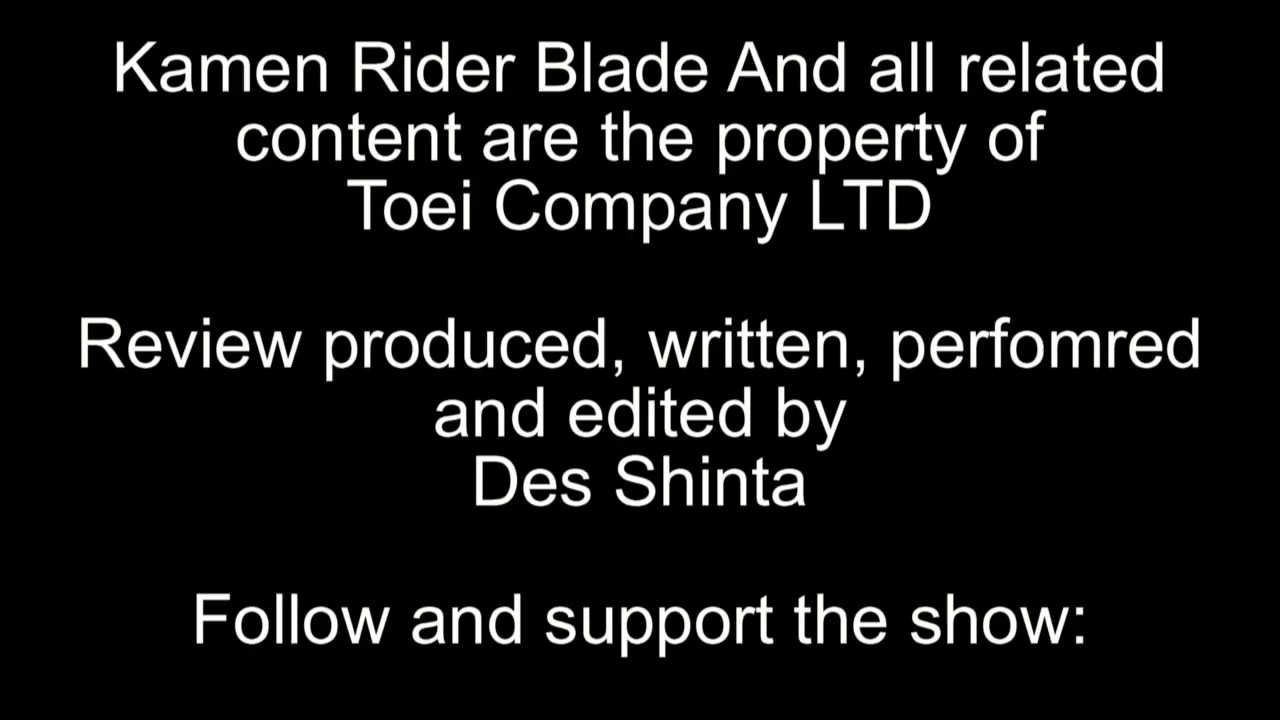 Kamen Rider Blade And all related
content are the property of
Toei Company LTD
Review produced, written, perfomred
and edited by
Des Shinta
Follow and support the show: